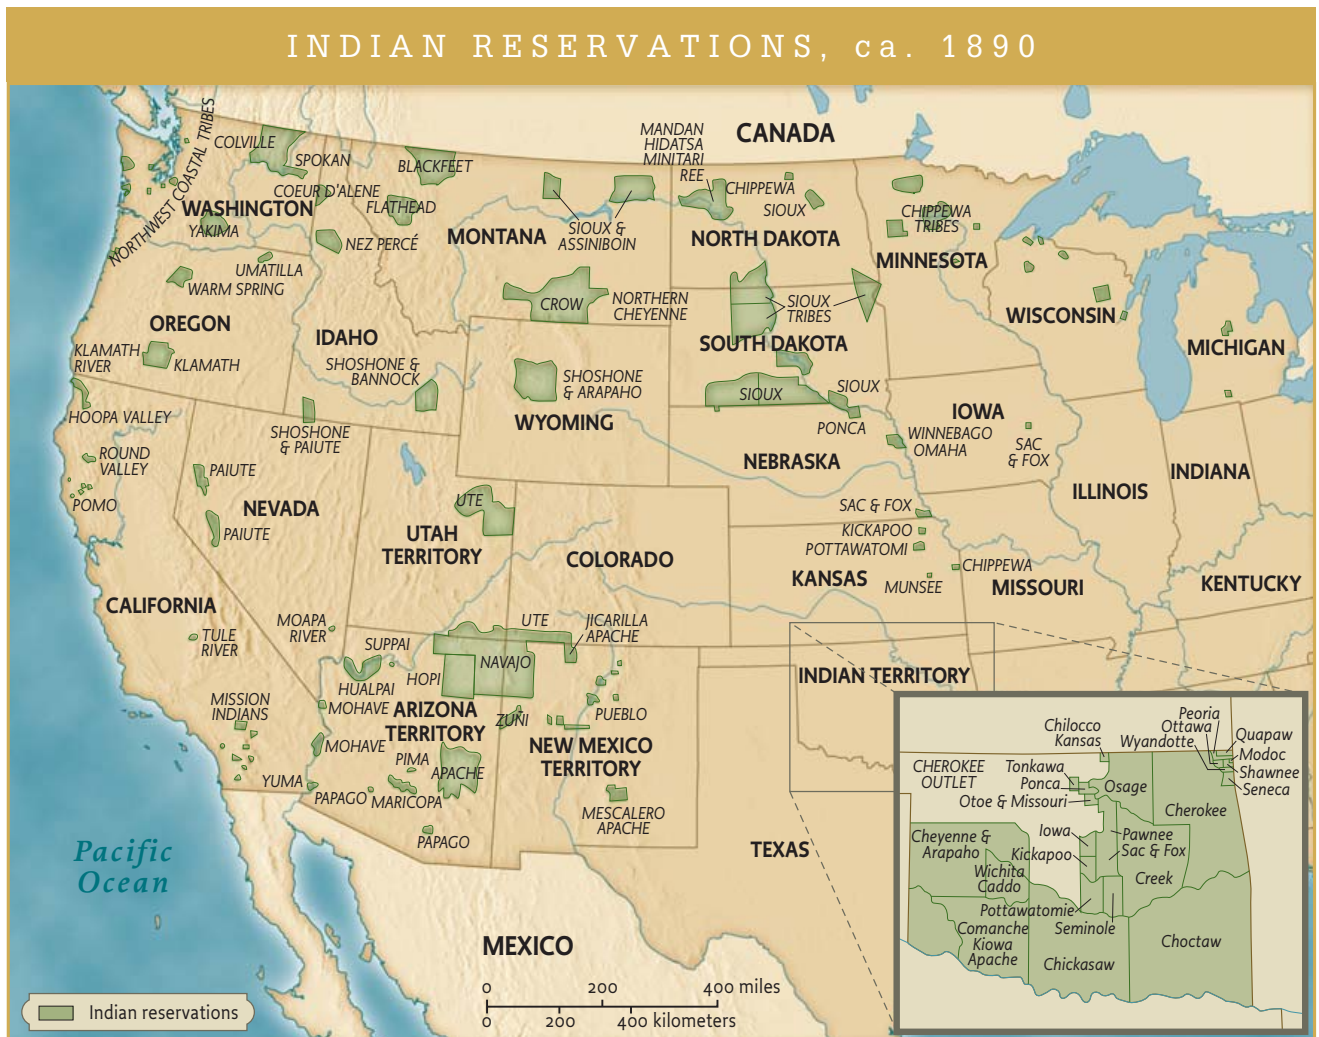 INDIAN RESERVATIONS, ca. 1890
CANADA
NORTHWEST COASTAL TRIBES
COLVILLE
SPOKAN
COEUR D'ALENE
WASHINGTON
YAKIMA
FLATHEAD
BLACKFEET
NEZ PERCÉ
MONTANA
SIOUX &
ASSINIBOIN
MANDAN
HIDATSA
MINITARI
REE
CHIPPEWA
SIOUX
NORTH DAKOTA
CHIPPEWA
TRIBES
MINNESOTA
UMATILLA
WARM SPRING
OREGON
IDAHO
CROW
NORTHERN
CHEYENNE
SIOUX
TRIBES
SOUTH DAKOTA
WISCONSIN
MICHIGAN
KLAMATH
RIVER
KLAMATH
SHOSHONE &
BANNOCK
SHOSHONE
& ARAPAHO
WYOMING
SIOUX
SIOUX
PONCA
IOWA
HOOPA VALLEY
SHOSHONE
& PAIUTE
WINNEBAGO
OMAHA
SAC
& FOX
ROUND
VALLEY
PAIUTE
NEBRASKA
INDIANA
ILLINOIS
POMO
NEVADA
PAIUTE
UTE
UTAH
TERRITORY
COLORADO
SAC & FOX
KICKAPOO
POTTAWATOMI
KANSAS
MUNSEE
CHIPPEWA
MISSOURI
KENTUCKY
CALIFORNIA
TULE
RIVER
MOAPA
RIVER
SUPPAI
UTE
JICARILLA
APACHE
HOPI
NAVAJO
HUALPAI
MOHAVE
MISSION
INDIANS
ARIZONA
TERRITORY
ZUÑI
PUEBLO
NEW MEXICO
TERRITORY
INDIAN TERRITORY
MOHAVE
PIMA
APACHE
YUMA
PAPAGO
MARICOPA
PAPAGO
MESCALERO
APACHE
TEXAS
Pacific
Ocean
MEXICO
Chilocco
Kansas
Peoria
Ottawa
Wyandotte
Quapaw
Modoc
Shawnee
Seneca
CHEROKEE
OUTLET
Tonkawa
Ponca
Otoe & Missouri
Osage
Cherokee
Cheyenne &
Arapaho
Iowa
Kickapoo
Pawnee
Sac & Fox
Wichita
Caddo
Creek
Pottawatomie
Seminole
Comanche
Kiowa
Apache
Chickasaw
Choctaw
0 200 400 miles
0 200 400 kilometers
Indian reservations